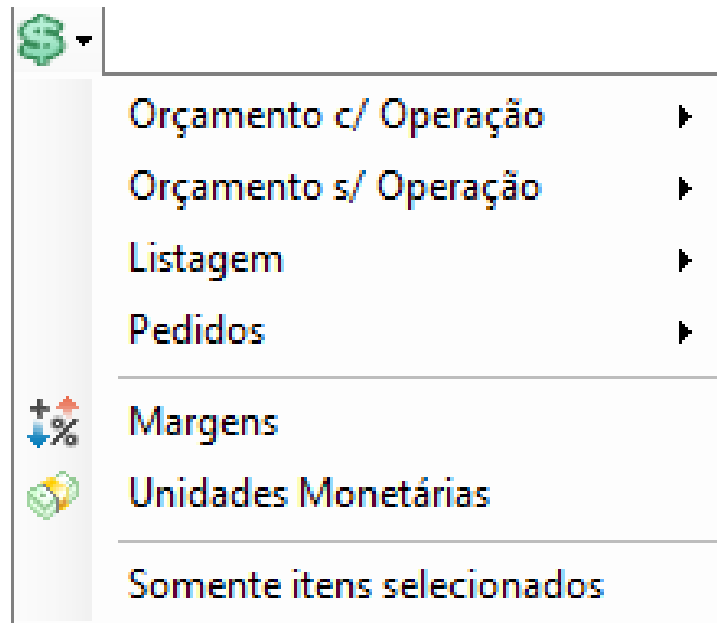 Orçamento c/ Operação
Orçamento s/ Operação
Listagem
Pedidos
Margens
Unidades Monetárias
Somente itens selecionados